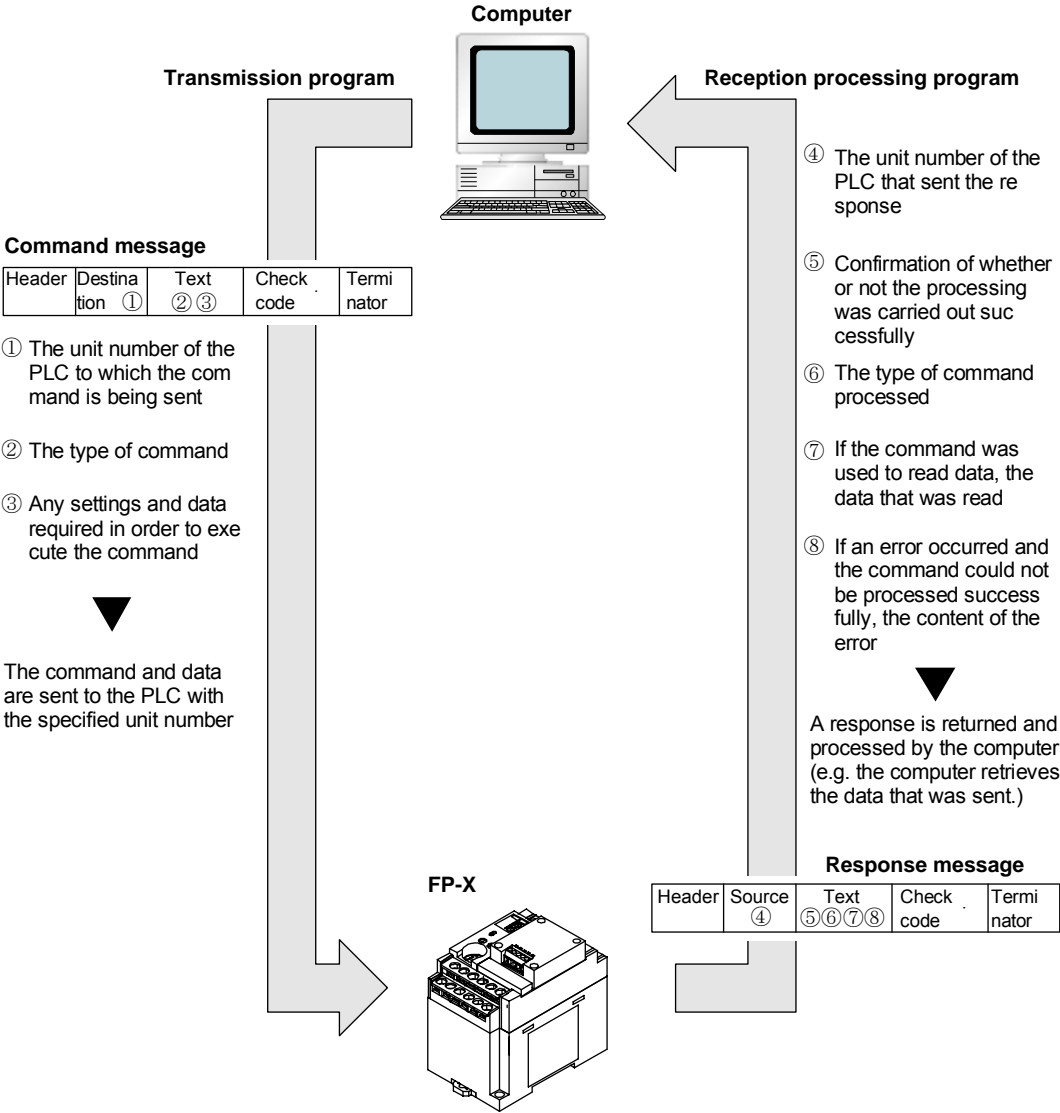 Computer
Transmission program
Reception processing program
Command message
Header Destina Text Check Termi
tion ① ②③ code nator
① The unit number of the
PLC to which the com
mand is being sent
② The type of command
③ Any settings and data
required in order to exe
cute the command
The command and data
are sent to the PLC with
the specified unit number
④ The unit number of the
PLC that sent the re
sponse
⑤ Confirmation of whether
or not the processing
was carried out suc
cessfully
⑥ The type of command
processed
⑦ If the command was
used to read data, the
data that was read
⑧ If an error occurred and
the command could not
be processed success
fully, the content of the
error
A response is returned and
processed by the computer
(e.g. the computer retrieves
the data that was sent.)
Response message
Header Source Text Check Termi
④ ⑤⑥⑦⑧ code nator
FP-X